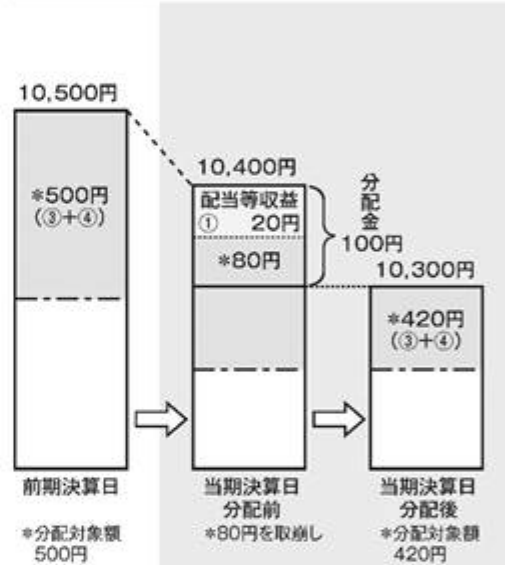 10,500円
*500円
(③+④)
前期決算日
*分配対象額
500円
10,400円
配当等収益
① 20円
*80円
分配金
100円
当期決算日
分配前
*80円を取崩し
10,300円
*420円
(③+④)
当期決算日
分配後
*分配対象額
420円